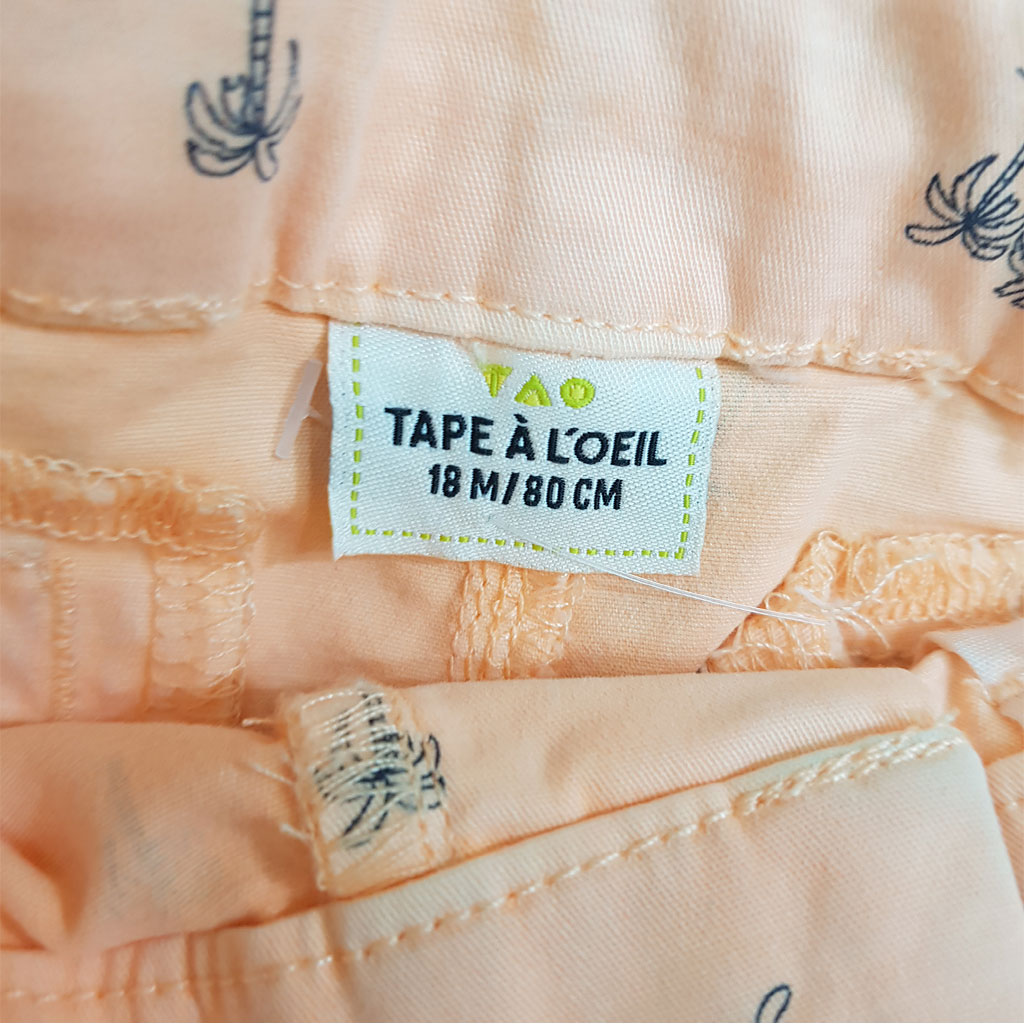 TAO
TAPE À L'OEIL
18 M/80 CM